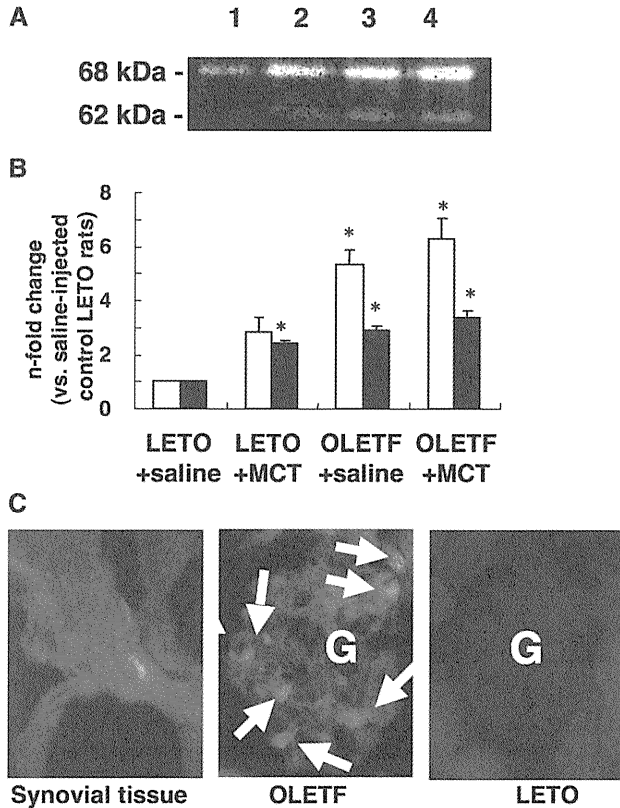 A
1 2 3 4
68 kDa -
62 kDa -
B
n-fold change
(vs. saline-injected
control LETO rats)
8
6
4
2
0
*
*
*
*
*
LETO
+saline
LETO
+MCT
OLETF
+saline
OLETF
+MCT
C
G
G
Synovial tissue
OLETF
LETO